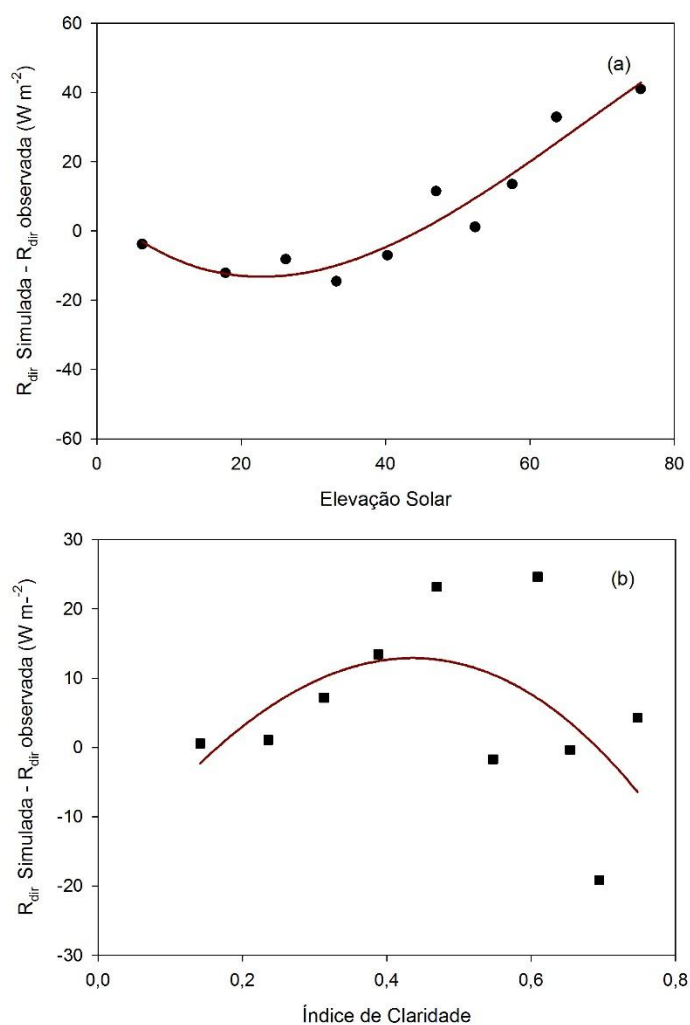 60
40
20
0
-20
-40
-60
(a)
R_dir Simulada - R_dir observada (W m⁻²)
0 20 40 60 80
Elevação Solar
30
20
10
0
-10
-20
-30
(b)
R_dir Simulada - R_dir observada (W m-⁻²)
0,0 0,2 0,4 0,6 0,8
Índice de Claridade